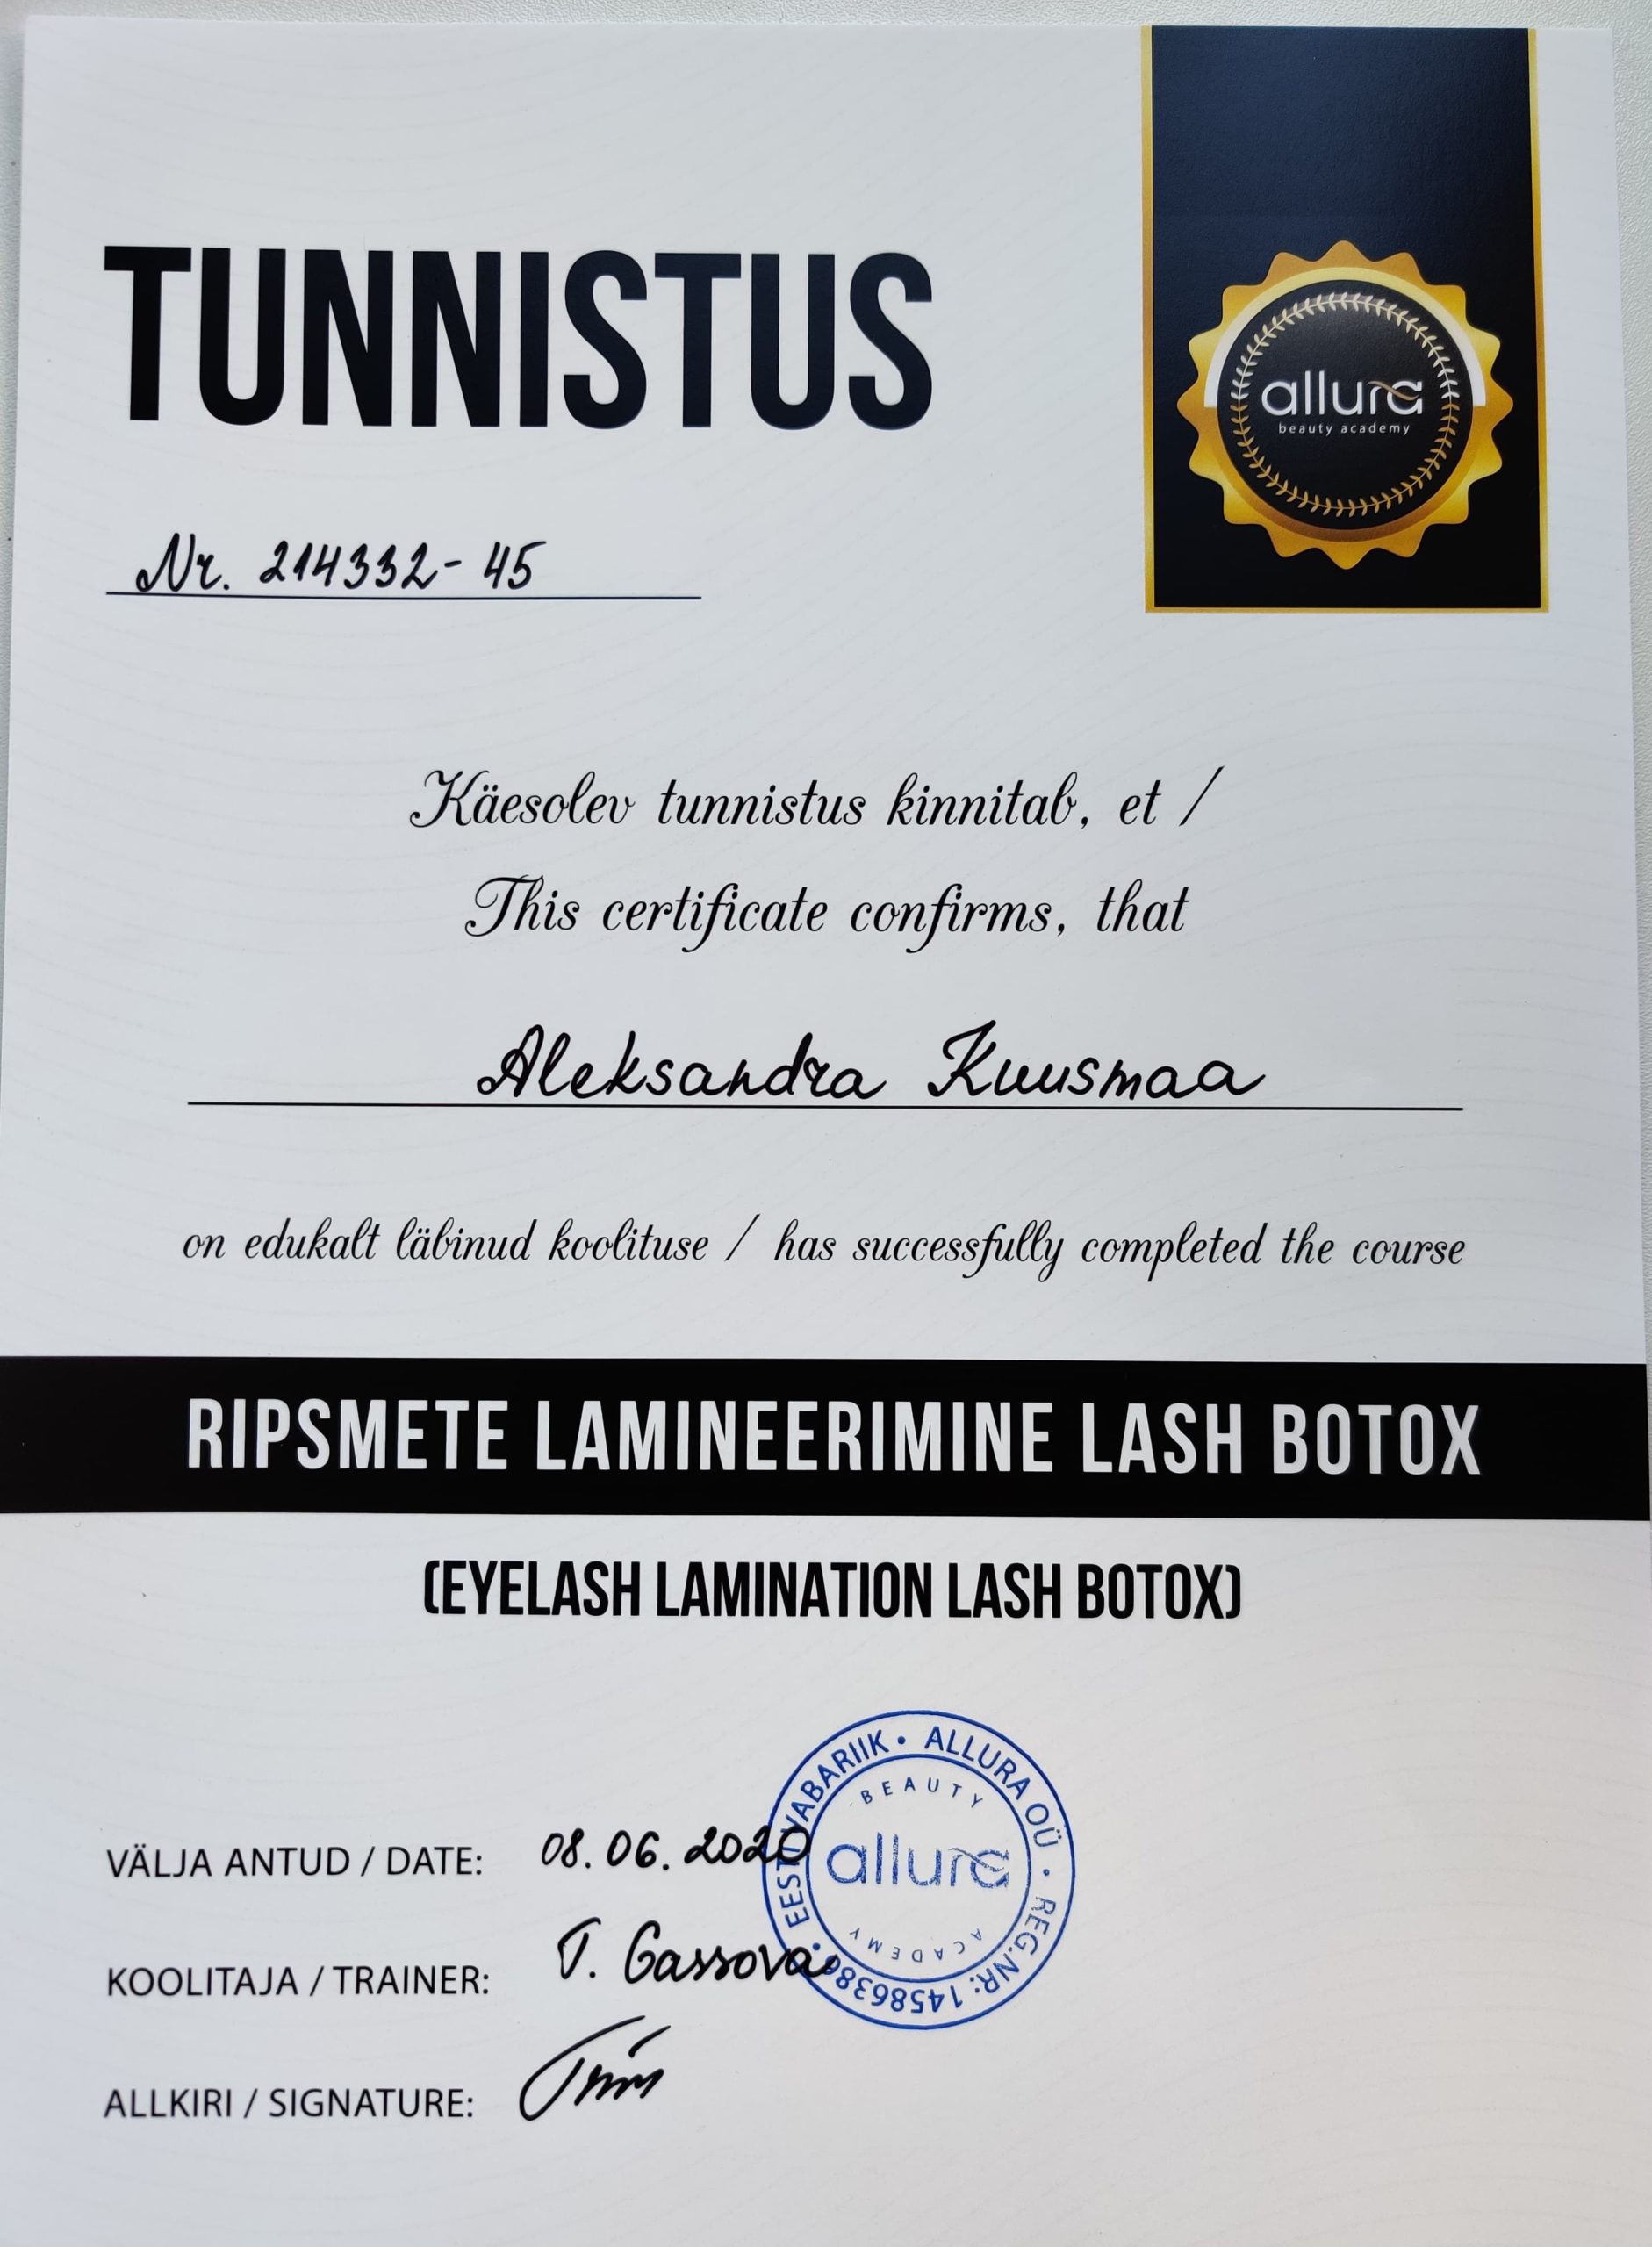 allura
beauty academy
TUNNISTUS
Nr. 214332-45
Käesolev tunnistus kinnitab, et /
This certificate confirms, that
Aleksandra Kuusmaa
on edukalt läbinud koolituse / has successfully completed the course
RIPSMETE LAMINEERIMINE LASH BOTOX
(EYELASH LAMINATION LASH BOTOX)
VÄLJA ANTUD / DATE: 08.06.2020
KOOLITAJA / TRAINER: T. Gassova
ALLKIRI / SIGNATURE:
EESTI VABARIIK • ALLURA OÜ • REG.NR: 14586386 •
BEAUTY
allura
ACADEMY